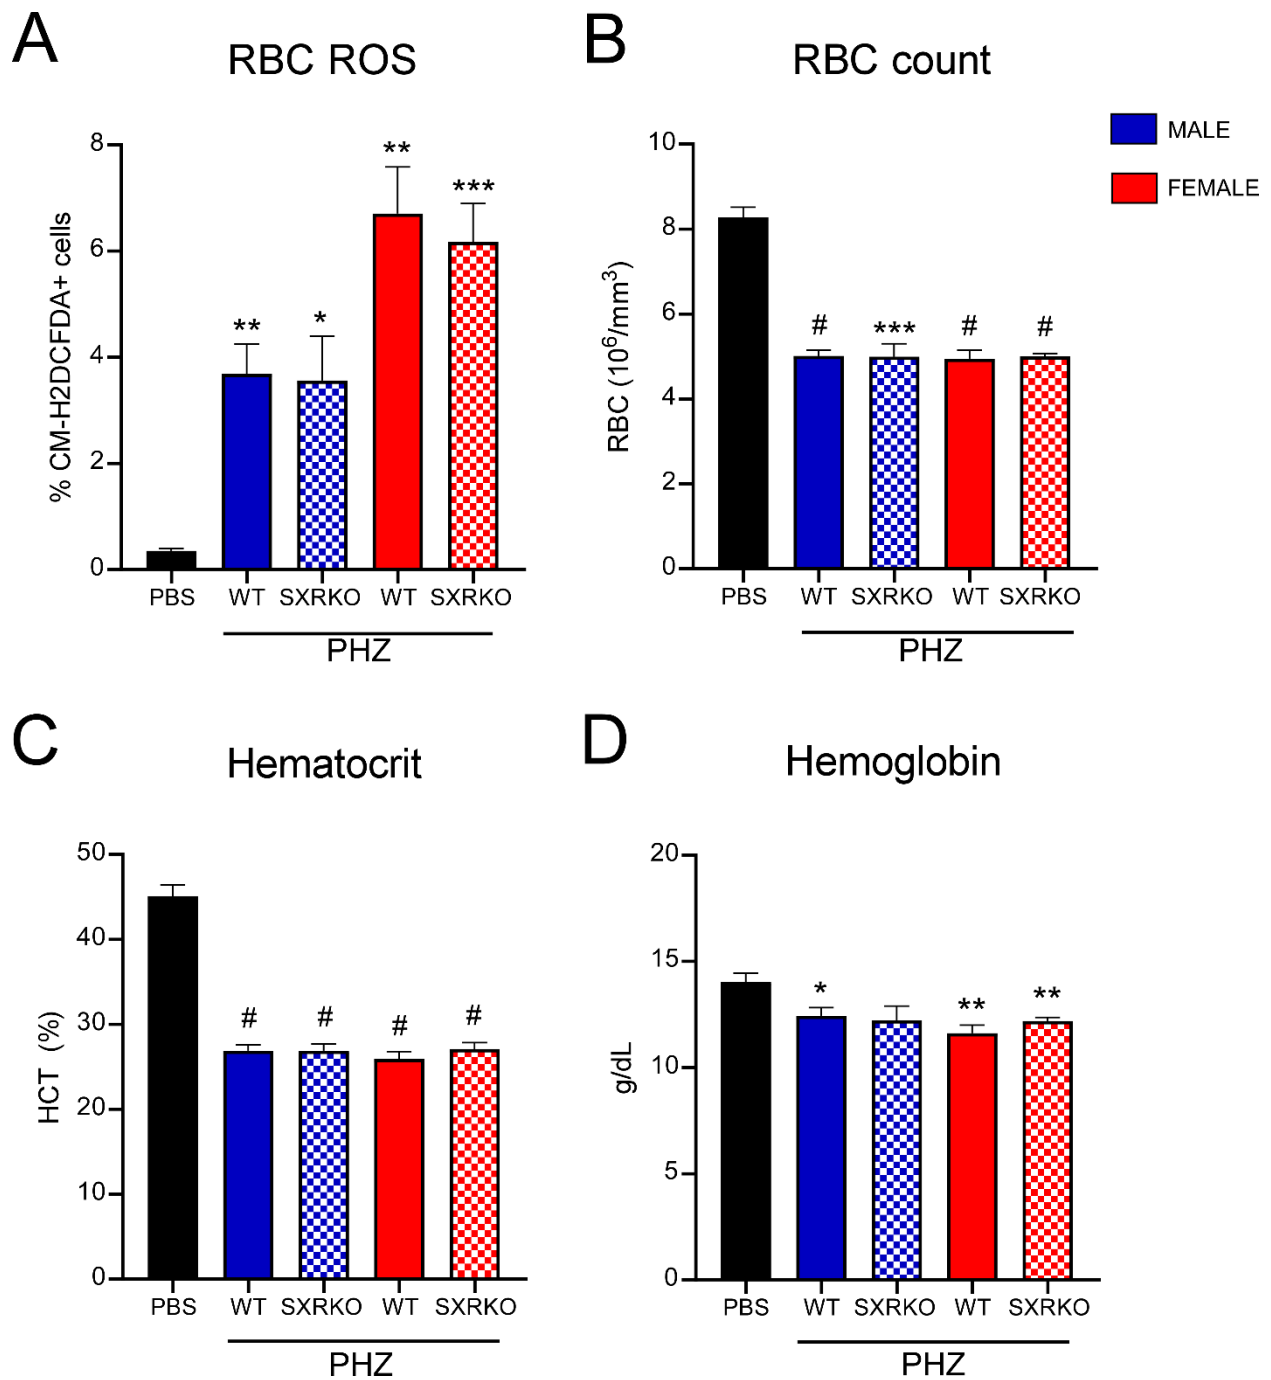 A
RBC ROS
% CM-H2DCFDA+ cells
8
6
4
2
0
** * ** ***
PBS WT SXRKO WT SXRKO
PHZ
B
RBC count
MALE
FEMALE
RBC (10⁶/mm³)
10
8
6
4
2
0
# *** # #
PBS WT SXRKO WT SXRKO
PHZ
C
Hematocrit
HCT (%)
50
40
30
20
10
0
# # # #
PBS WT SXRKO WT SXRKO
PHZ
D
Hemoglobin
g/dL
20
15
10
5
0
* ** **
PBS WT SXRKO WT SXRKO
PHZ